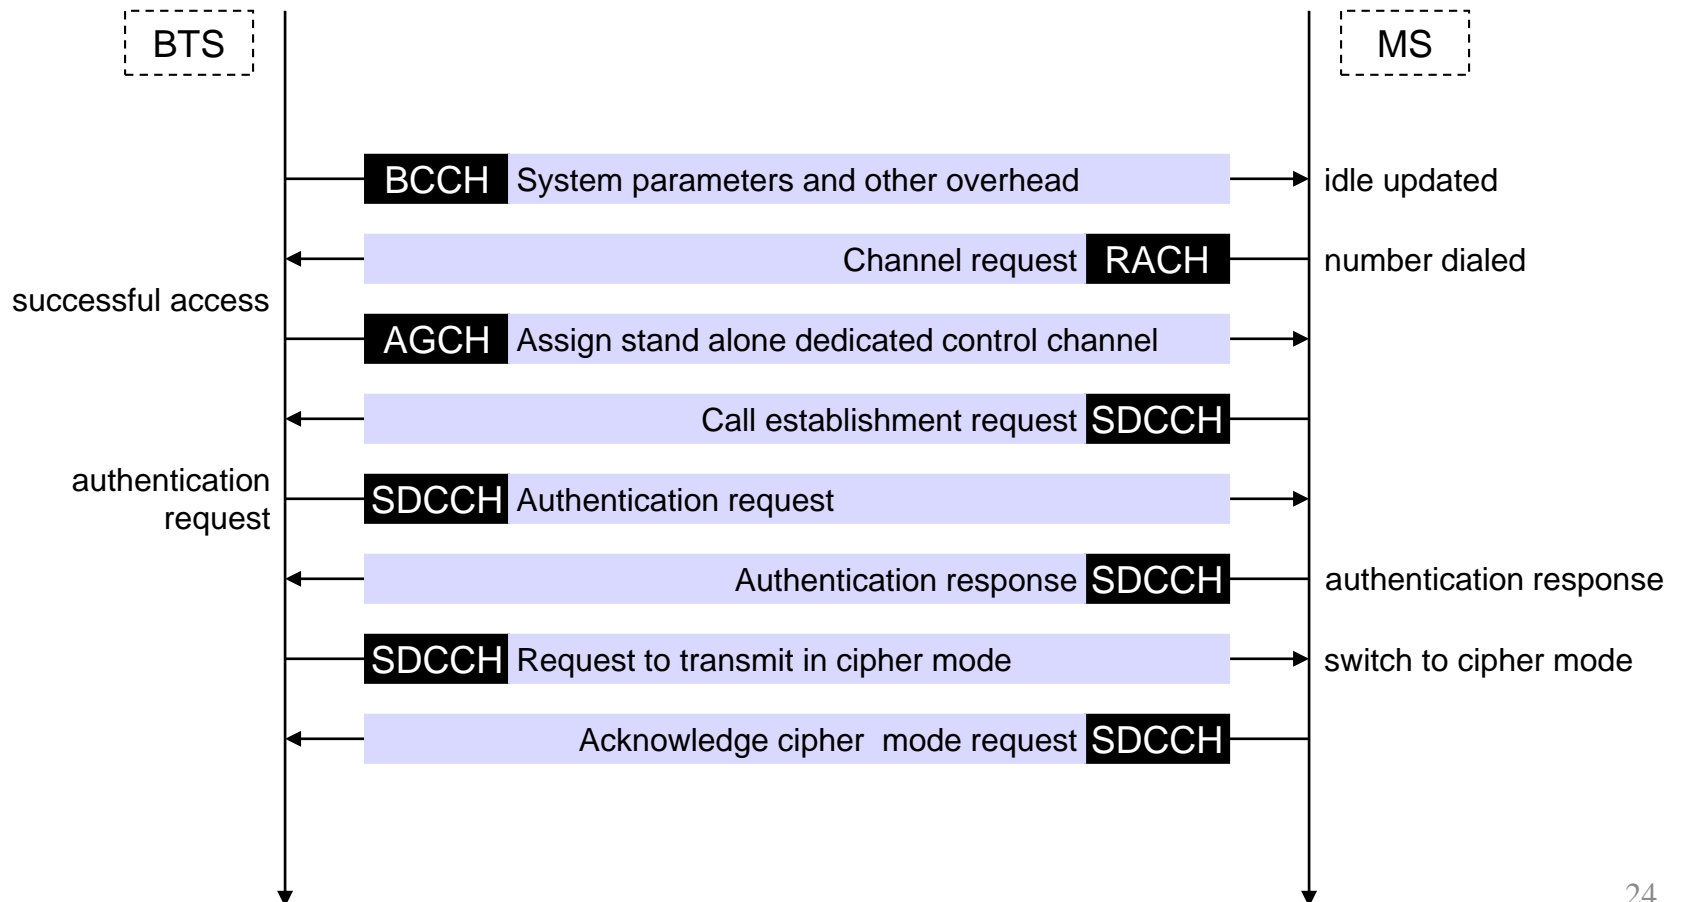 BTS
MS
BCCH System parameters and other overhead idle updated
Channel request RACH number dialed
successful access
AGCH Assign stand alone dedicated control channel
Call establishment request SDCCH
authentication
request
SDCCH Authentication request
Authentication response SDCCH authentication response
SDCCH Request to transmit in cipher mode switch to cipher mode
Acknowledge cipher  mode request SDCCH
24